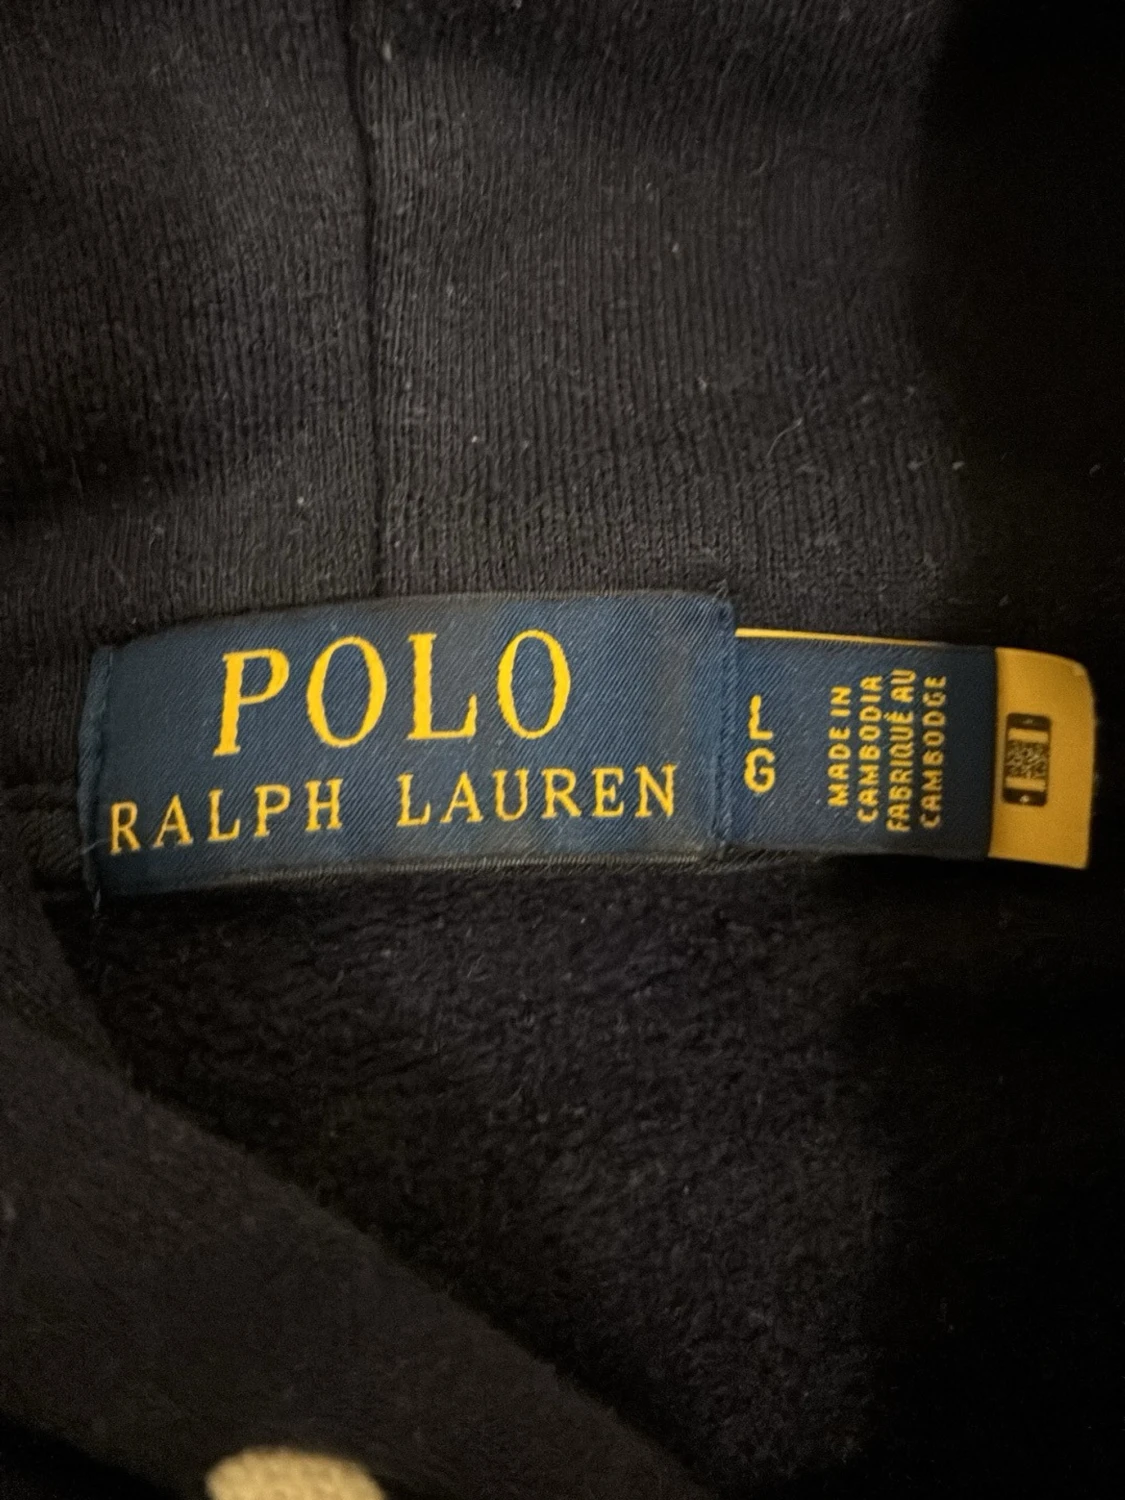 POLO
RALPH LAUREN
L
G
MADE IN
CAMBODIA
FABRIQUÉ AU
CAMBODGE